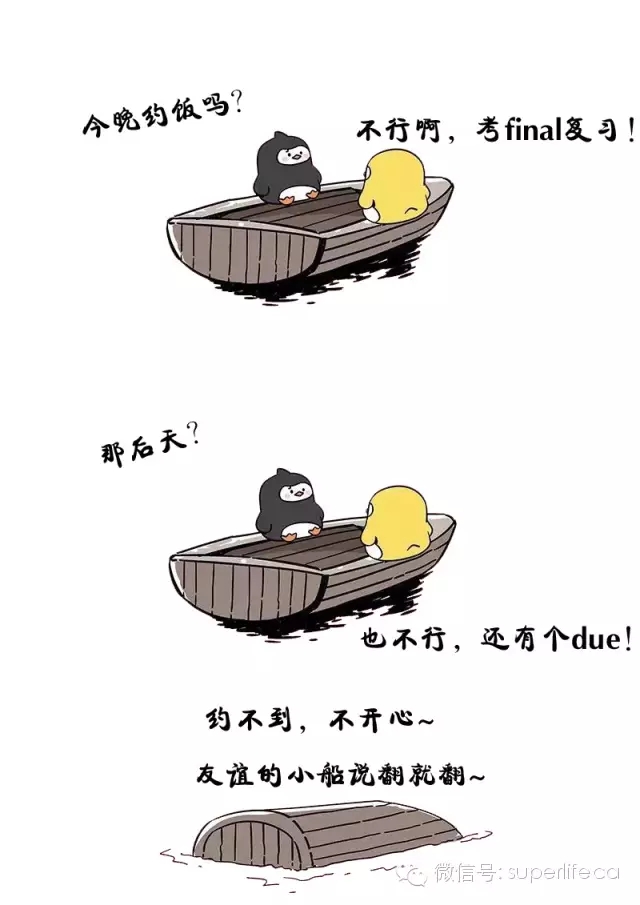 今晚约饭吗?
不行啊，考final复习!
那后天?
也不行，还有个due!
约不到，不开心~
友谊的小船说翻就翻~
微信号: superlifeca